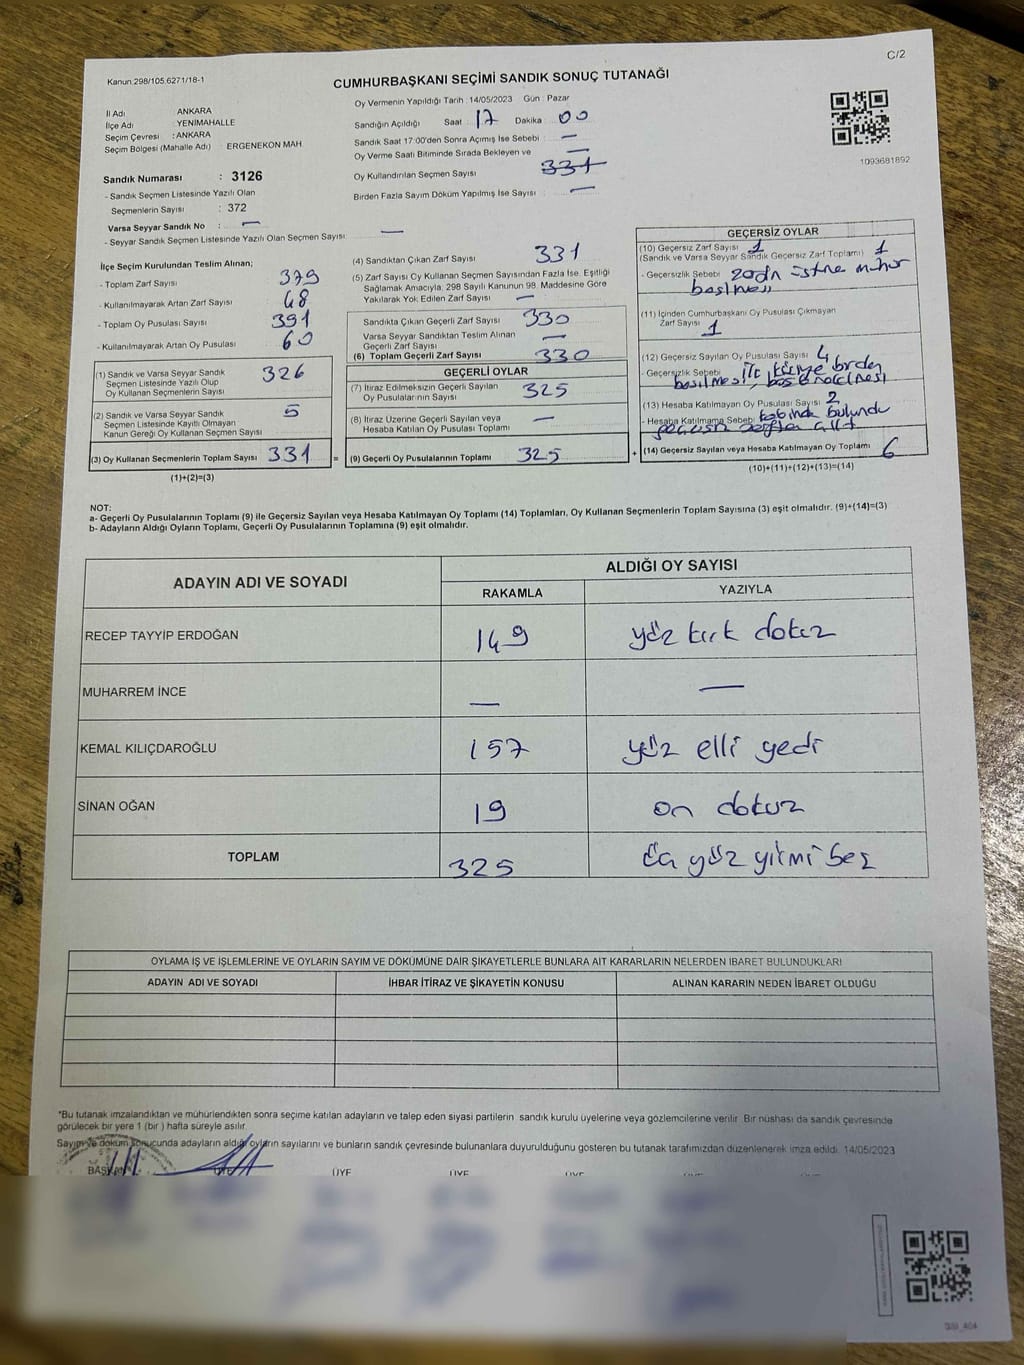 C/2
Kanun 298/105.6271/18-1
CUMHURBAŞKANI SEÇİMİ SANDIK SONUÇ TUTANAĞI
İl Adı : ANKARA
İlçe Adı : YENİMAHALLE
Seçim Çevresi : ANKARA
Seçim Bölgesi (Mahalle Adı) ERGENEKON MAH.
Oy Vermenin Yapıldığı Tarih :14/05/2023 Gün : Pazar
Sandığın Açıldığı Saat : 17 Dakika : 00
Sandık Saat 17:00'den Sonra Açımış İse Sebebi : —
Oy Verme Saati Bitiminde Sırada Bekleyen ve —
Oy Kullandırılan Seçmen Sayısı 331
Birden Fazla Sayım Döküm Yapılmış İse Sayısı : —
1093681892
Sandık Numarası : 3126
- Sandık Seçmen Listesinde Yazılı Olan
Seçmenlerin Sayısı : 372
Varsa Seyyar Sandık No : —
- Seyyar Sandık Seçmen Listesinde Yazılı Olan Seçmen Sayısı: —
İlçe Seçim Kurulundan Teslim Alınan;
- Toplam Zarf Sayısı : 379
- Kullanılmayarak Artan Zarf Sayısı : 48
- Toplam Oy Pusulası Sayısı : 391
- Kullanılmayarak Artan Oy Pusulası : 60
(1) Sandık ve Varsa Seyyar Sandık
Seçmen Listesinde Yazılı Olup
Oy Kullanan Seçmenlerin Sayısı 326
(2) Sandık ve Varsa Seyyar Sandık
Seçmen Listesinde Kayıtlı Olmayan
Kanun Gereği Oy Kullanan Seçmen Sayısı 5
(3) Oy Kullanan Seçmenlerin Toplam Sayısı 331
(1)+(2)=(3)
(4) Sandıktan Çıkan Zarf Sayısı 331
(5) Zarf Sayısı Oy Kullanan Seçmen Sayısından Fazla İse, Eşitliği
Sağlamak Amacıyla, 298 Sayılı Kanunun 98. Maddesine Göre
Yakılarak Yok Edilen Zarf Sayısı —
Sandıkta Çıkan Geçerli Zarf Sayısı 330
Varsa Seyyar Sandıktan Teslim Alınan
Geçerli Zarf Sayısı —
(6) Toplam Geçerli Zarf Sayısı 330
GEÇERLİ OYLAR
(7) İtiraz Edilmeksizin Geçerli Sayılan
Oy Pusulalarının Sayısı 325
(8) İtiraz Üzerine Geçerli Sayılan veya
Hesaba Katılan Oy Pusulası Toplamı —
= (9) Geçerli Oy Pusulalarının Toplamı 325
GEÇERSİZ OYLAR
(10) Geçersiz Zarf Sayısı 1
(Sandık ve Varsa Seyyar Sandık Geçersiz Zarf Toplamı) 1
- Geçersizlik Sebebi üstüne mühür
basılması
(11) İçinden Cumhurbaşkanı Oy Pusulası Çıkmayan
Zarf Sayısı 1
(12) Geçersiz Sayılan Oy Pusulası Sayısı 4
- Geçersizlik Sebebi birden
basılmesi,
(13) Hesaba Katılmayan Oy Pusulası Sayısı 2
- Hesaba Katılmama Sebebi bulundu
+ (14) Geçersiz Sayılan veya Hesaba Katılmayan Oy Toplamı 6
(10)+(11)+(12)+(13)=(14)
NOT:
a- Geçerli Oy Pusulalarının Toplamı (9) ile Geçersiz Sayılan veya Hesaba Katılmayan Oy Toplamı (14) Toplamları, Oy Kullanan Seçmenlerin Toplam Sayısına (3) eşit olmalıdır. (9)+(14)=(3)
b- Adayların Aldığı Oyların Toplamı, Geçerli Oy Pusulalarının Toplamına (9) eşit olmalıdır.
ADAYIN ADI VE SOYADI ALDIĞI OY SAYISI
RAKAMLA YAZIYLA
RECEP TAYYİP ERDOĞAN 149 yüz kırk dokuz
MUHARREM İNCE — —
KEMAL KILIÇDAROĞLU 157 yüz elli yedi
SİNAN OĞAN 19 on dokuz
TOPLAM 325 üç yüz yirmi beş
OYLAMA İŞ VE İŞLEMLERİNE VE OYLARIN SAYIM VE DÖKÜMÜNE DAİR ŞİKAYETLERLE BUNLARA AİT KARARLARIN NELERDEN İBARET BULUNDUKLARI
ADAYIN ADI VE SOYADI İHBAR İTİRAZ VE ŞİKAYETİN KONUSU ALINAN KARARIN NEDEN İBARET OLDUĞU
*Bu tutanak imzalandıktan ve mühürlendikten sonra seçime katılan adayların ve talep eden siyasi partilerin sandık kurulu üyelerine veya gözlemcilerine verilir. Bir nüshası da sandık çevresinde
görülecek bir yere 1 (bir) hafta süreyle asılır.
Sayım ve döküm sonucunda adayların aldığı oyların sayılarını ve bunların sandık çevresinde bulunanlara duyurulduğunu gösteren bu tutanak tarafımızdan düzenlenerek imza edildi. 14/05/2023
BAŞKAN ÜYE ÜYE ÜYE ÜYE